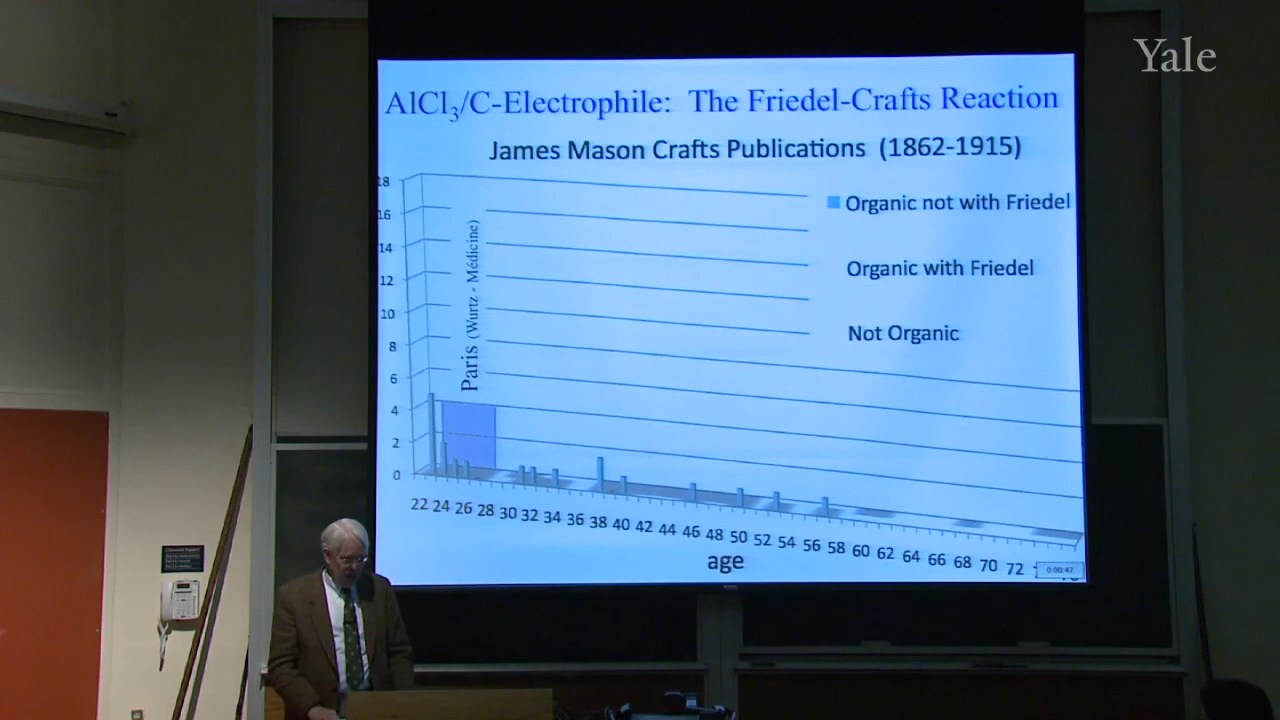 Yale
AlCl₃/C-Electrophile: The Friedel-Crafts Reaction
James Mason Crafts Publications (1862-1915)
18
16
14
12
10
8
6
4
2
0
Paris (Wurtz - Médicine)
Organic not with Friedel
Organic with Friedel
Not Organic
22 24 26 28 30 32 34 36 38 40 42 44 46 48 50 52 54 56 58 60 62 64 66 68 70 72
age
0:00:47